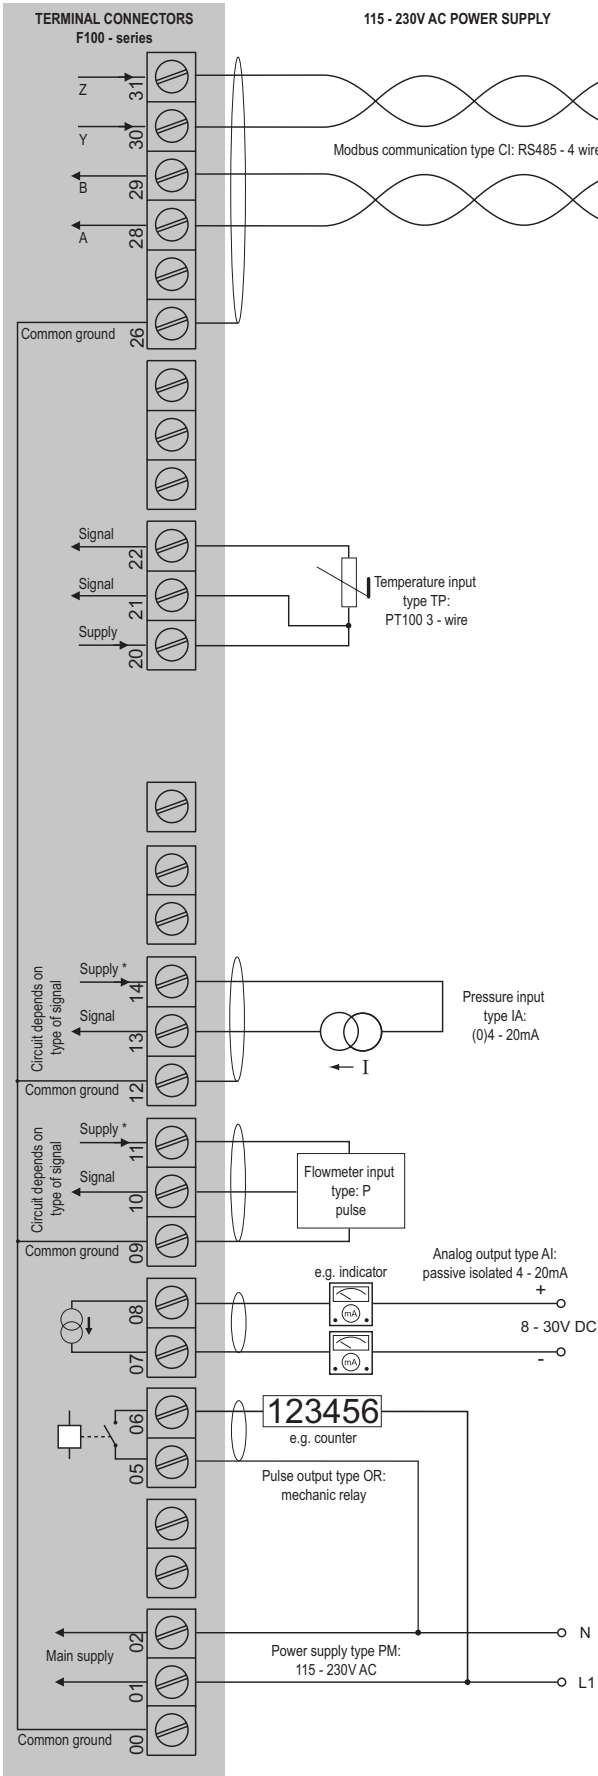 TERMINAL CONNECTORS
F100 - series
115 - 230V AC POWER SUPPLY
Z
31
Y
30
Modbus communication type CI: RS485 - 4 wire
B
29
A
28
Common ground
26
Signal
22
Signal
21
Supply
20
Temperature input
type TP:
PT100 3 - wire
Circuit depends on
type of signal
Supply *
14
Signal
13
Common ground
12
Pressure input
type IA:
(0)4 - 20mA
I
Circuit depends on
type of signal
Supply *
11
Signal
10
Common ground
09
Flowmeter input
type: P
pulse
Analog output type AI:
passive isolated 4 - 20mA
e.g. indicator
+
08
mA
8 - 30V DC
07
mA
-
06
123456
e.g. counter
05
Pulse output type OR:
mechanic relay
02
N
Main supply
Power supply type PM:
115 - 230V AC
01
L1
Common ground
00